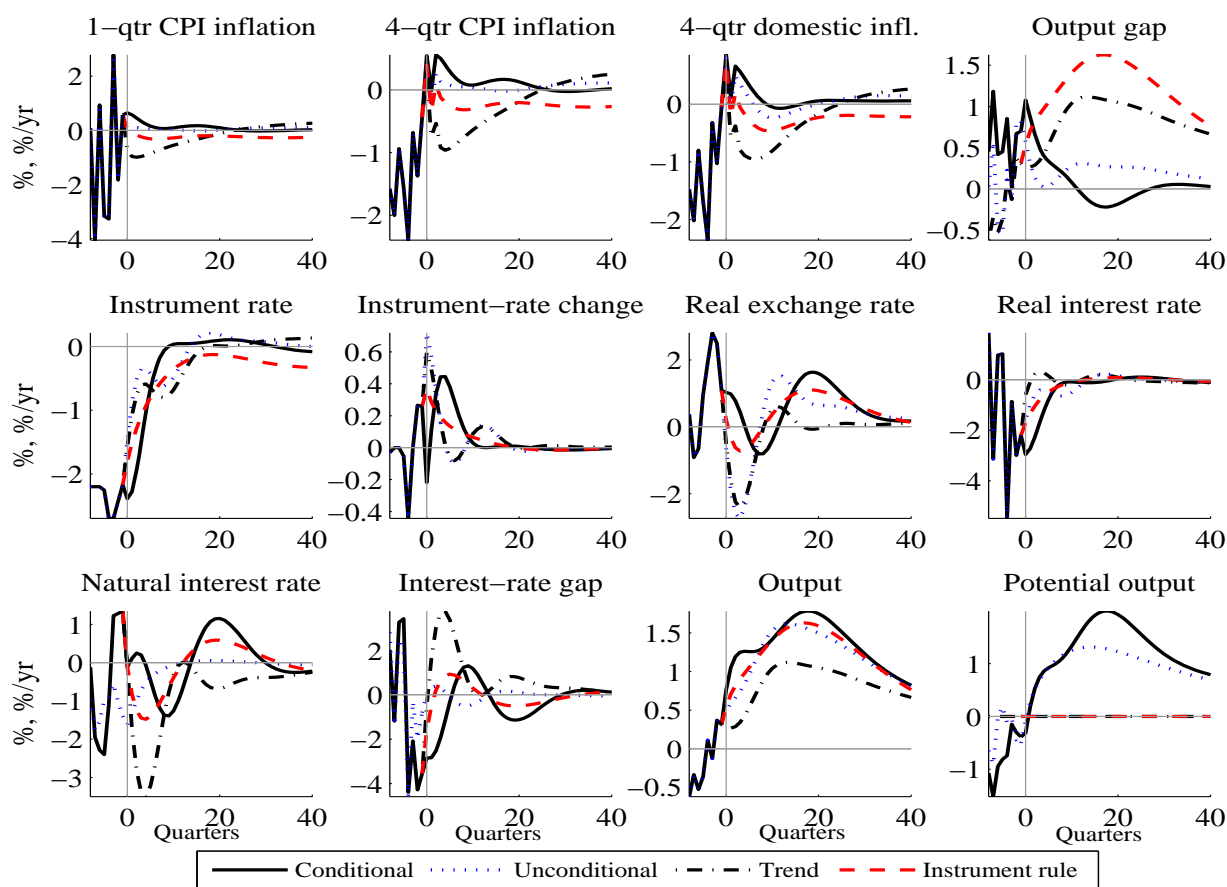 1−qtr CPI inflation 4−qtr CPI inflation 4−qtr domestic infl. Output gap
%, %/yr
2
0
−2
−4
0 20 40
0
−1
−2
0 20 40
0
−1
−2
0 20 40
1.5
1
0.5
0
−0.5
0 20 40
Instrument rate Instrument−rate change Real exchange rate Real interest rate
%, %/yr
0
−1
−2
0 20 40
0.6
0.4
0.2
0
0.2
0.4
0 20 40
2
0
−2
0 20 40
0
−2
−4
0 20 40
Natural interest rate Interest−rate gap Output Potential output
%, %/yr
1
0
−1
−2
−3
0 20 40
2
0
−2
−4
0 20 40
1.5
1
0.5
0
−0.5
0 20 40
1
0
−1
0 20 40
Quarters Quarters Quarters Quarters
Conditional Unconditional Trend Instrument rule